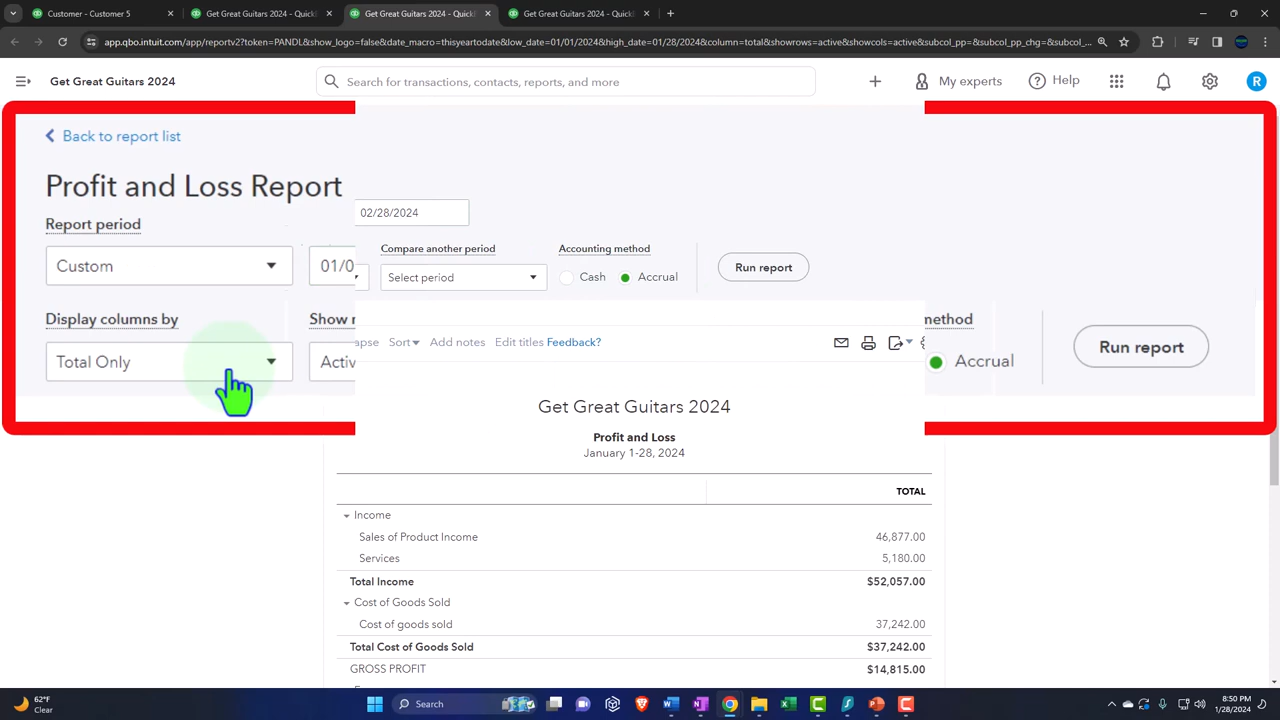 Customer - Customer 5
Get Great Guitars 2024 - Quick
Get Great Guitars 2024 - Quick
Get Great Guitars 2024 - Quick
app.qbo.intuit.com/app/reportv2?token=PANDL&show_logo=false&date_macro=thisyeartodate&low_date=01/01/2024&high_date=01/28/2024&column=total&showrows=active&showcols=active&subcol_pp=&subcol_pp_chg=&subcol_...
Get Great Guitars 2024
Search for transactions, contacts, reports, and more
My experts
Help
R
Back to report list
Profit and Loss Report
Report period
02/28/2024
Custom
01/0
Compare another period
Accounting method
Select period
Cash
Accrual
Run report
Display columns by
Show
method
Total Only
Activ
Accrual
Run report
apse
Sort
Add notes
Edit titles
Feedback?
Get Great Guitars 2024
Profit and Loss
January 1-28, 2024
TOTAL
Income
Sales of Product Income 46,877.00
Services 5,180.00
Total Income $52,057.00
Cost of Goods Sold
Cost of goods sold 37,242.00
Total Cost of Goods Sold $37,242.00
GROSS PROFIT $14,815.00
62°F
Clear
Search
8:50 PM
1/28/2024